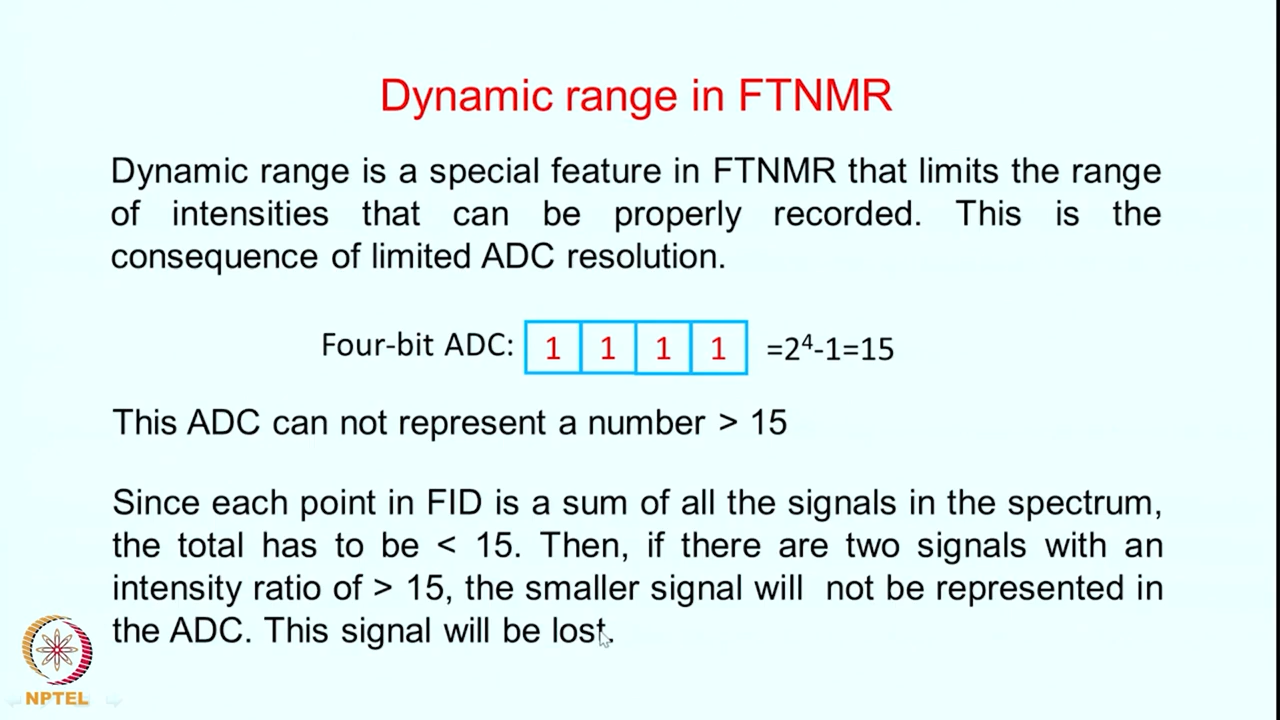 Dynamic range in FTNMR
Dynamic range is a special feature in FTNMR that limits the range
of intensities that can be properly recorded. This is the
consequence of limited ADC resolution.
Four-bit ADC: 1 1 1 1 =2⁴-1=15
This ADC can not represent a number > 15
Since each point in FID is a sum of all the signals in the spectrum,
the total has to be < 15. Then, if there are two signals with an
intensity ratio of > 15, the smaller signal will not be represented in
the ADC. This signal will be lost.
NPTEL